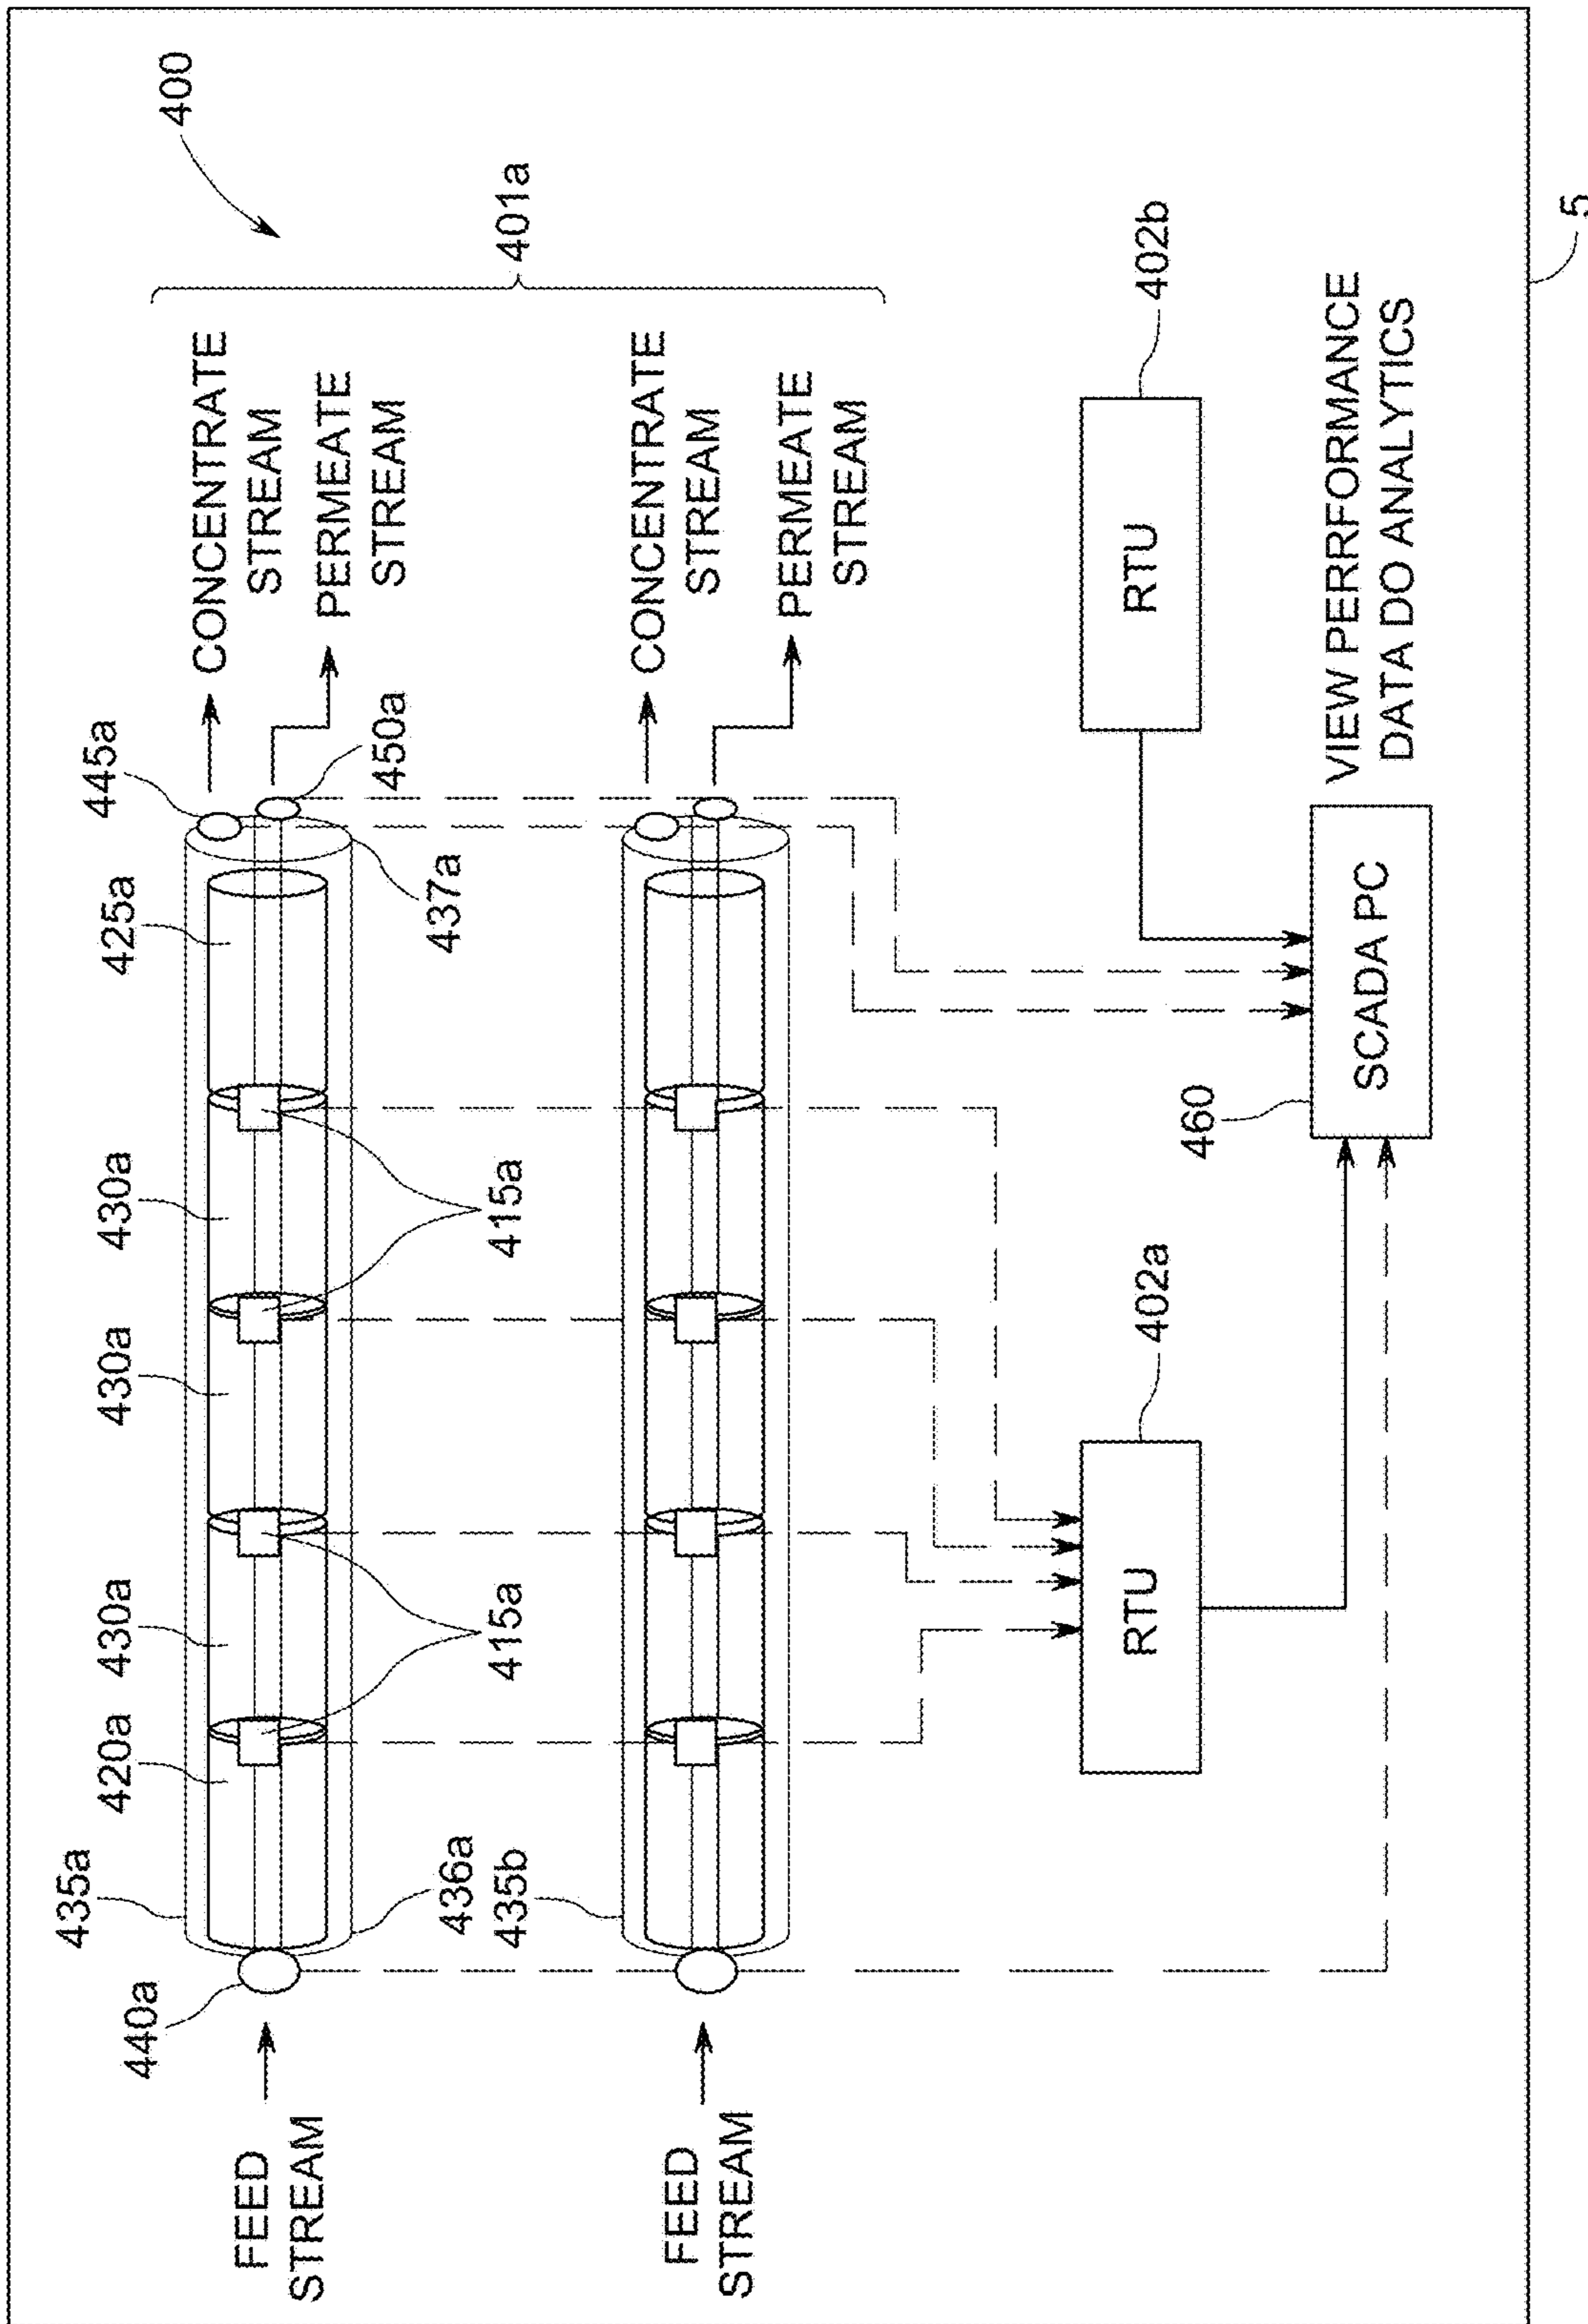 400
435a
420a
430a
430a
430a
425a
445a
CONCENTRATE
STREAM
440a
FEED
STREAM
PERMEATE
STREAM
450a
436a
415a
415a
437a
401a
435b
CONCENTRATE
STREAM
FEED
STREAM
PERMEATE
STREAM
402a
402b
RTU
RTU
460
SCADA PC
VIEW PERRFORMANCE
DATA DO ANALYTICS
5